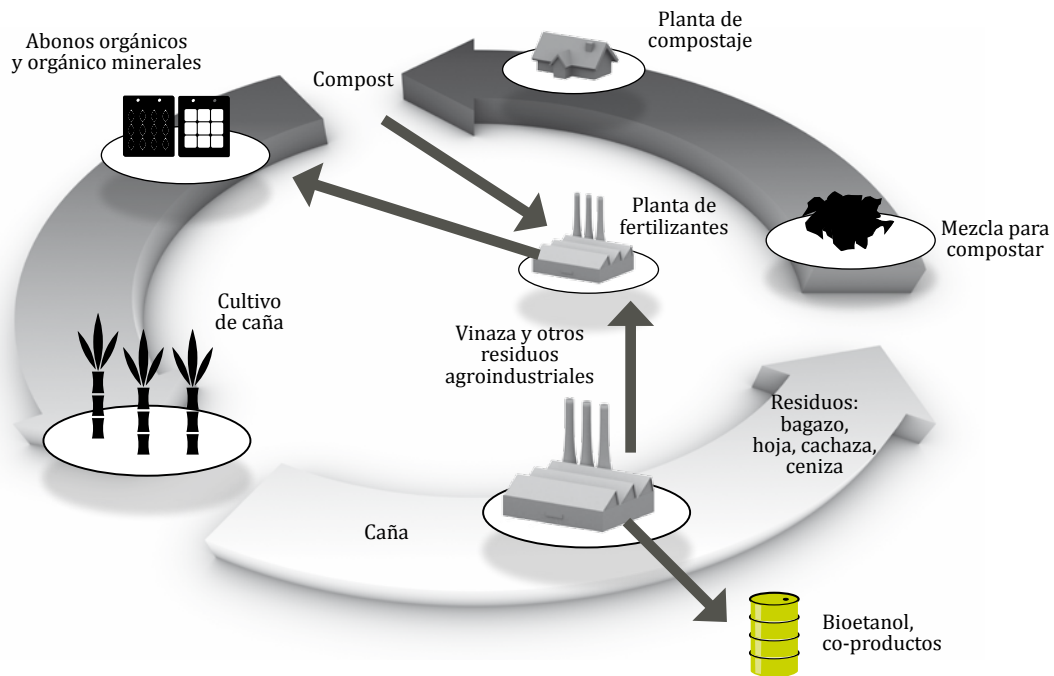 Planta de
compostaje
Abonos orgánicos
y orgánico minerales
Compost
Planta de
fertilizantes
Mezcla para
compostar
Cultivo
de caña
Vinaza y otros
residuos
agroindustriales
Residuos:
bagazo,
hoja, cachaza,
ceniza
Caña
Bioetanol,
co-productos